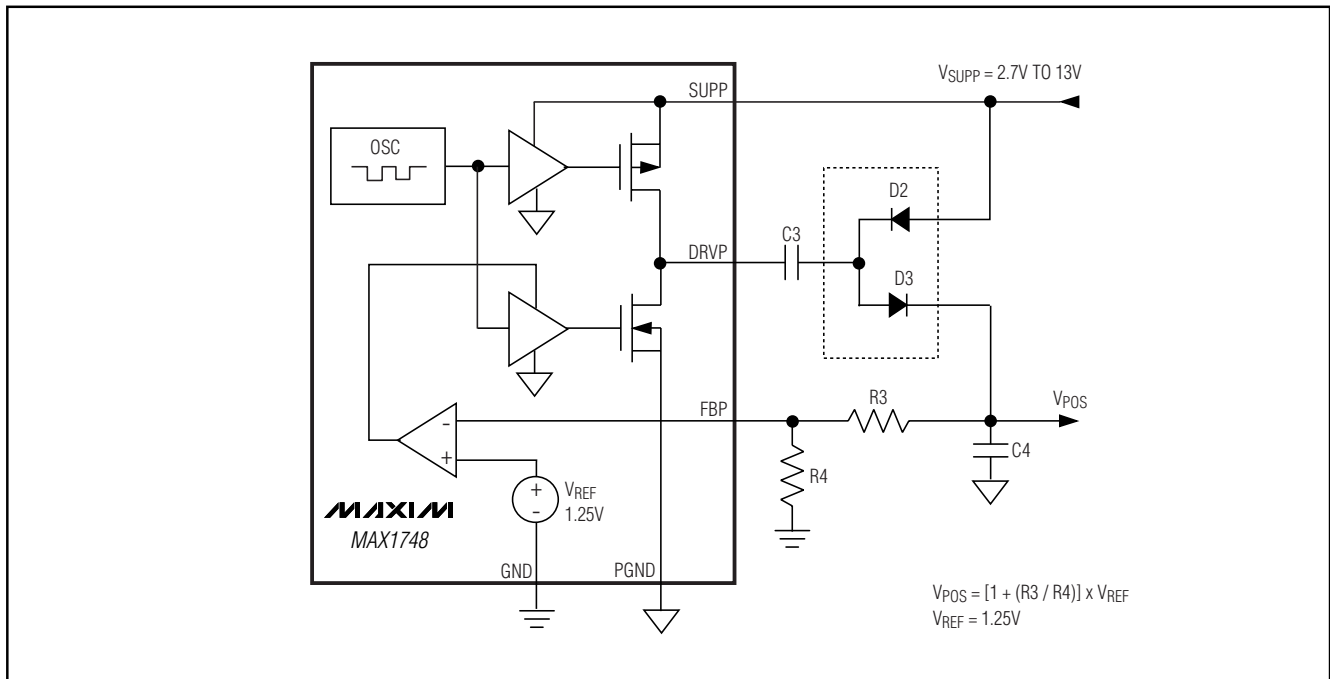 VSUPP = 2.7V TO 13V
SUPP
OSC
D2
C3
DRVP
D3
FBP
R3
VPOS
C4
R4
-
+
+
-
VREF
1.25V
MAXIM
MAX1748
GND
PGND
VPOS = [1 + (R3 / R4)] x VREF
VREF = 1.25V